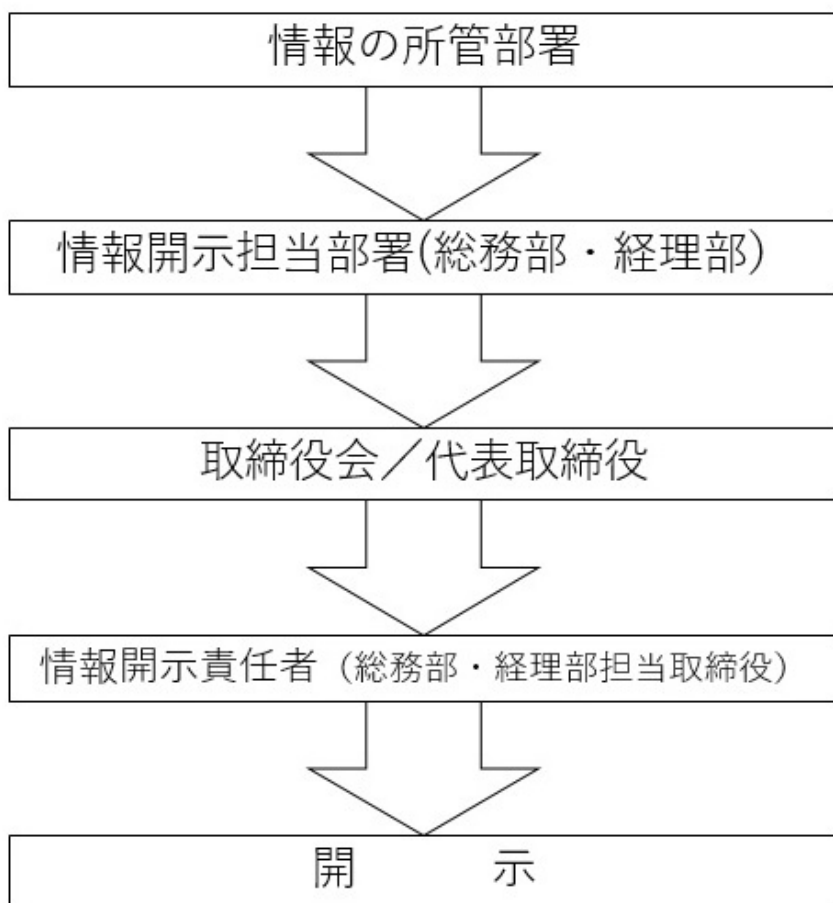 情報の所管部署
情報開示担当部署(総務部・経理部)
取締役会／代表取締役
情報開示責任者（総務部・経理部担当取締役）
開　　　示